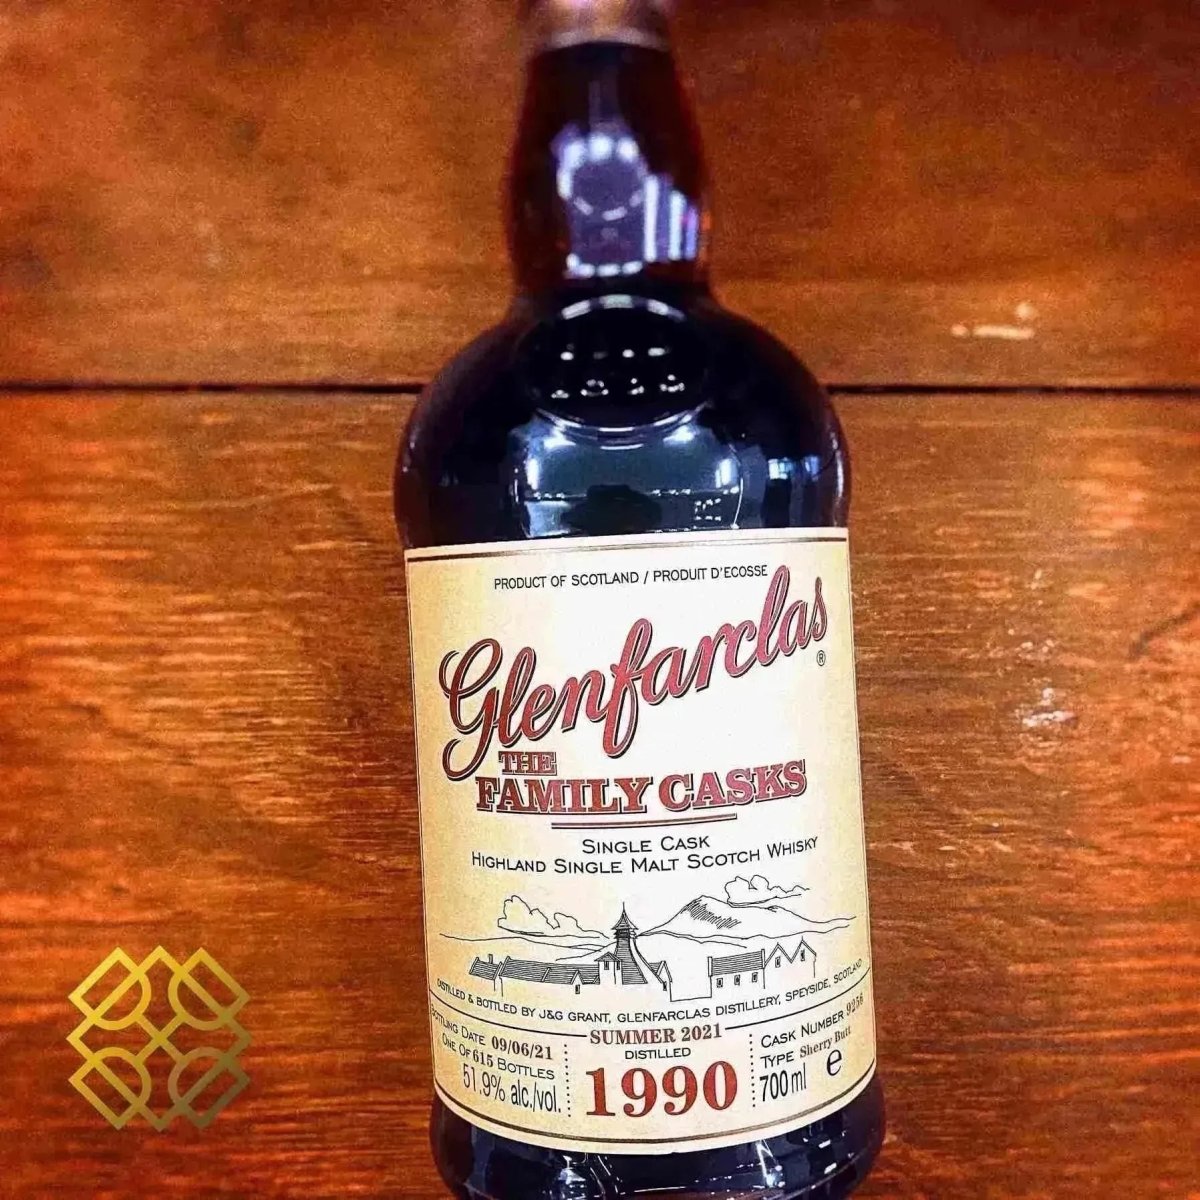 PRODUCT OF SCOTLAND / PRODUIT D'ECOSSE
Glenfarclas ®
THE
FAMILY CASKS
SINGLE CASK
HIGHLAND SINGLE MALT SCOTCH WHISKY
DISTILLED & BOTTLED BY J&G GRANT, GLENFARCLAS DISTILLERY, SPEYSIDE, SCOTLAND
BOTTLING DATE 09/06/21
ONE OF 615 BOTTLES
51.9% alc./vol.
SUMMER 2021
DISTILLED
1990
CASK NUMBER 9256
TYPE Sherry Butt
700ml e